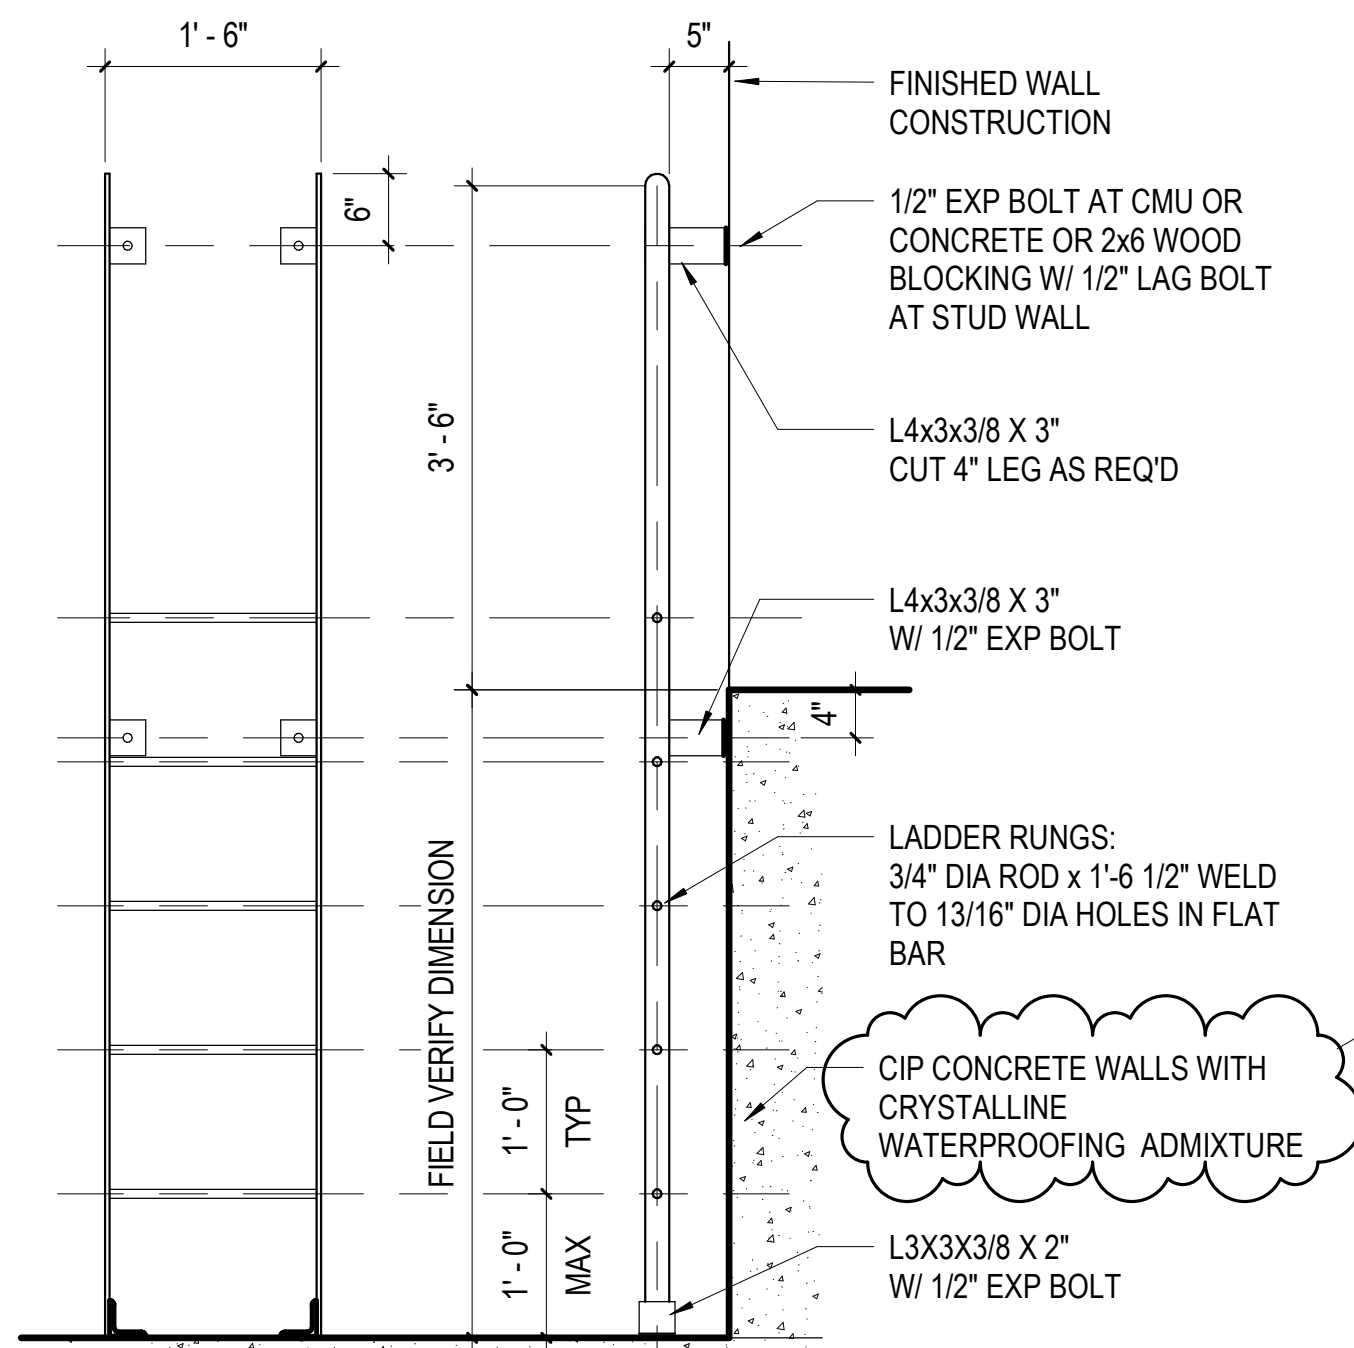 1' - 6"
5"
FINISHED WALL
CONSTRUCTION
6"
1/2" EXP BOLT AT CMU OR
CONCRETE OR 2x6 WOOD
BLOCKING W/ 1/2" LAG BOLT
AT STUD WALL
3' - 6"
L4x3x3/8 X 3"
CUT 4" LEG AS REQ'D
L4x3x3/8 X 3"
W/ 1/2" EXP BOLT
4"
LADDER RUNGS:
3/4" DIA ROD x 1'-6 1/2" WELD
TO 13/16" DIA HOLES IN FLAT
BAR
FIELD VERIFY DIMENSION
CIP CONCRETE WALLS WITH
CRYSTALLINE
WATERPROOFING ADMIXTURE
1' - 0"
TYP
1' - 0"
MAX
L3X3X3/8 X 2"
W/ 1/2" EXP BOLT